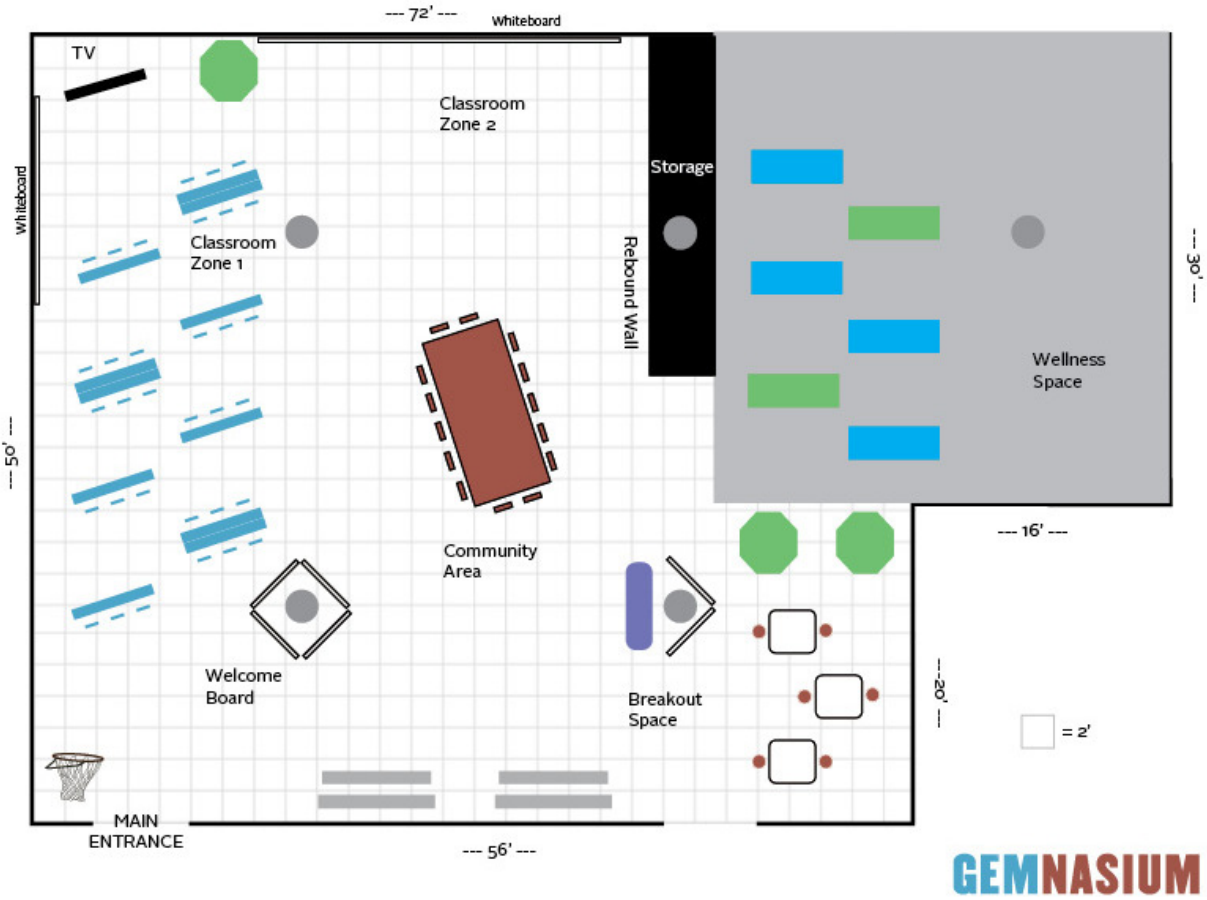 --- 72' ---
Whiteboard
TV
Classroom
Zone 2
Storage
Whiteboard
Classroom
Zone 1
Rebound Wall
--- 30' ---
Wellness
Space
--- 50' ---
--- 16' ---
Community
Area
Welcome
Board
Breakout
Space
--- 20' ---
= 2'
MAIN
ENTRANCE
--- 56' ---
GEMNASIUM